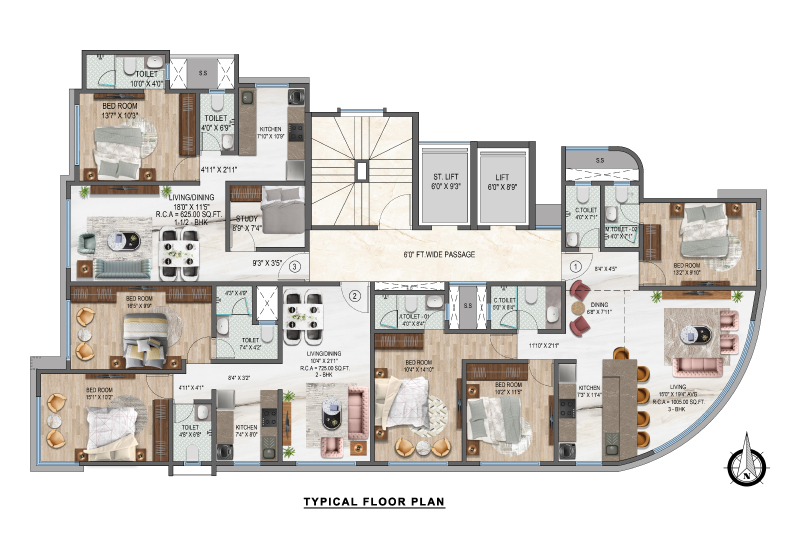 TOILET
10'0" X 4'0"
S.S
BED ROOM
13'7" X 10'3"
TOILET
4'0" X 6'9"
KITCHEN
7'10" X 10'9"
4'11" X 2'11"
LIVING/DINING
18'0" X 11'5"
R.C.A = 625.00 SQ.FT.
1-1/2 - BHK
STUDY
6'9" X 7'4"
9'3" X 3'5"
3
ST. LIFT
6'0" X 9'3"
LIFT
6'0" X 8'9"
6'0" FT.WIDE PASSAGE
S.S
C.TOILET
4'0" X 7'1"
M.TOILET - 02
4'0" X 7'1"
BED ROOM
13'2" X 9'10"
1
8'4" X 4'5"
DINING
6'8" X 7'11"
BED ROOM
16'5" X 9'9"
4'3" X 4'0"
X
TOILET
7'4" X 4'2"
2
LIVING/DINING
10'4" X 21'1"
R.C.A = 725.00 SQ.FT.
2 - BHK
S.S
C.TOILET
5'0" X 8'4"
TOILET - 01
4'0" X 8'4"
11'10" X 2'11"
BED ROOM
10'4" X 14'10"
BED ROOM
10'2" X 11'5"
KITCHEN
7'3" X 11'4"
LIVING
15'0" X 19'4" AVG
R.C.A = 1005.00 SQ.FT.
3 - BHK
BED ROOM
15'1" X 10'2"
4'11" X 4'1"
8'4" X 3'2"
TOILET
4'8" X 6'8"
KITCHEN
7'4" X 8'0"
N
TYPICAL FLOOR PLAN